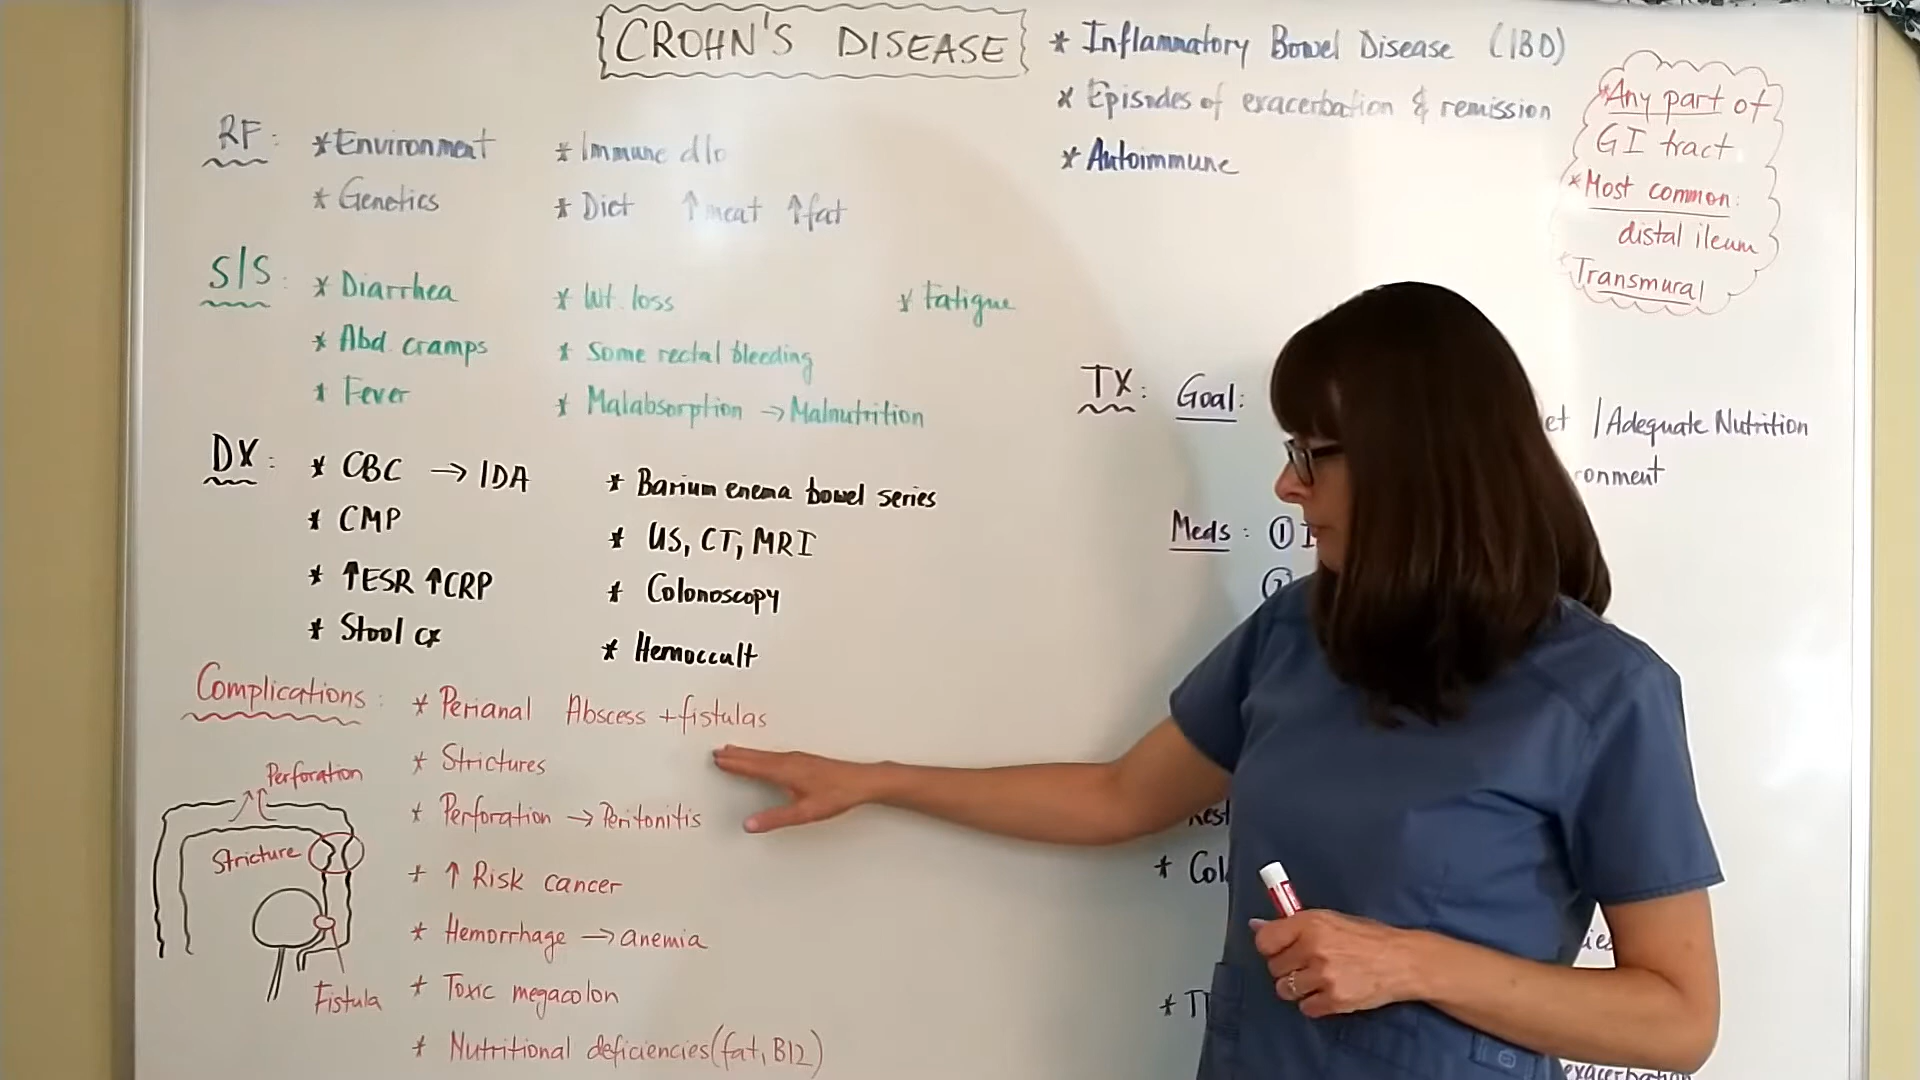 CROHN'S DISEASE
* Inflammatory Bowel Disease (IBD)
* Episodes of exacerbation & remission
* Autoimmune
*Any part of
GI tract
*Most common:
distal ileum
*Transmural
RF: *Environment * Immune d/o
* Genetics * Diet ↑meat ↑fat
S/S: * Diarrhea * Wt. loss * Fatigue
* Abd. cramps * Some rectal bleeding
* Fever * Malabsorption → Malnutrition
DX: * CBC → IDA * Barium enema bowel series
* CMP * US, CT, MRI
* ↑ESR ↑CRP * Colonoscopy
* Stool cx * Hemoccult
Complications: * Perianal Abscess + fistulas
* Strictures
* Perforation → Peritonitis
* ↑ Risk cancer
* Hemorrhage → anemia
* Toxic megacolon
* Nutritional deficiencies (fat, B12)
Perforation
Stricture
Fistula
TX: Goal: / Adequate Nutrition
Meds: ①
②